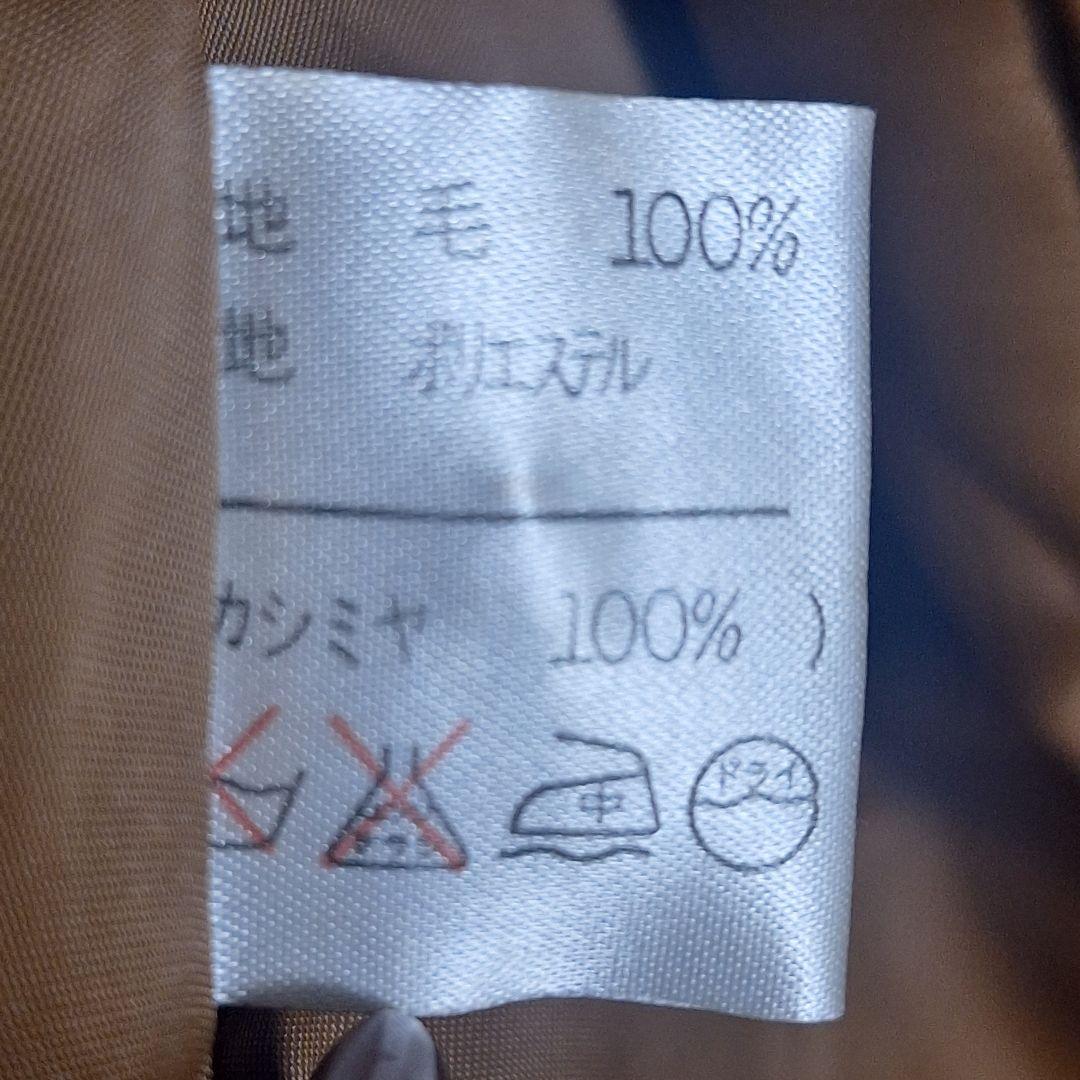 地 毛 100%
地 ポリエステル
カシミヤ 100% )
中 ドライ